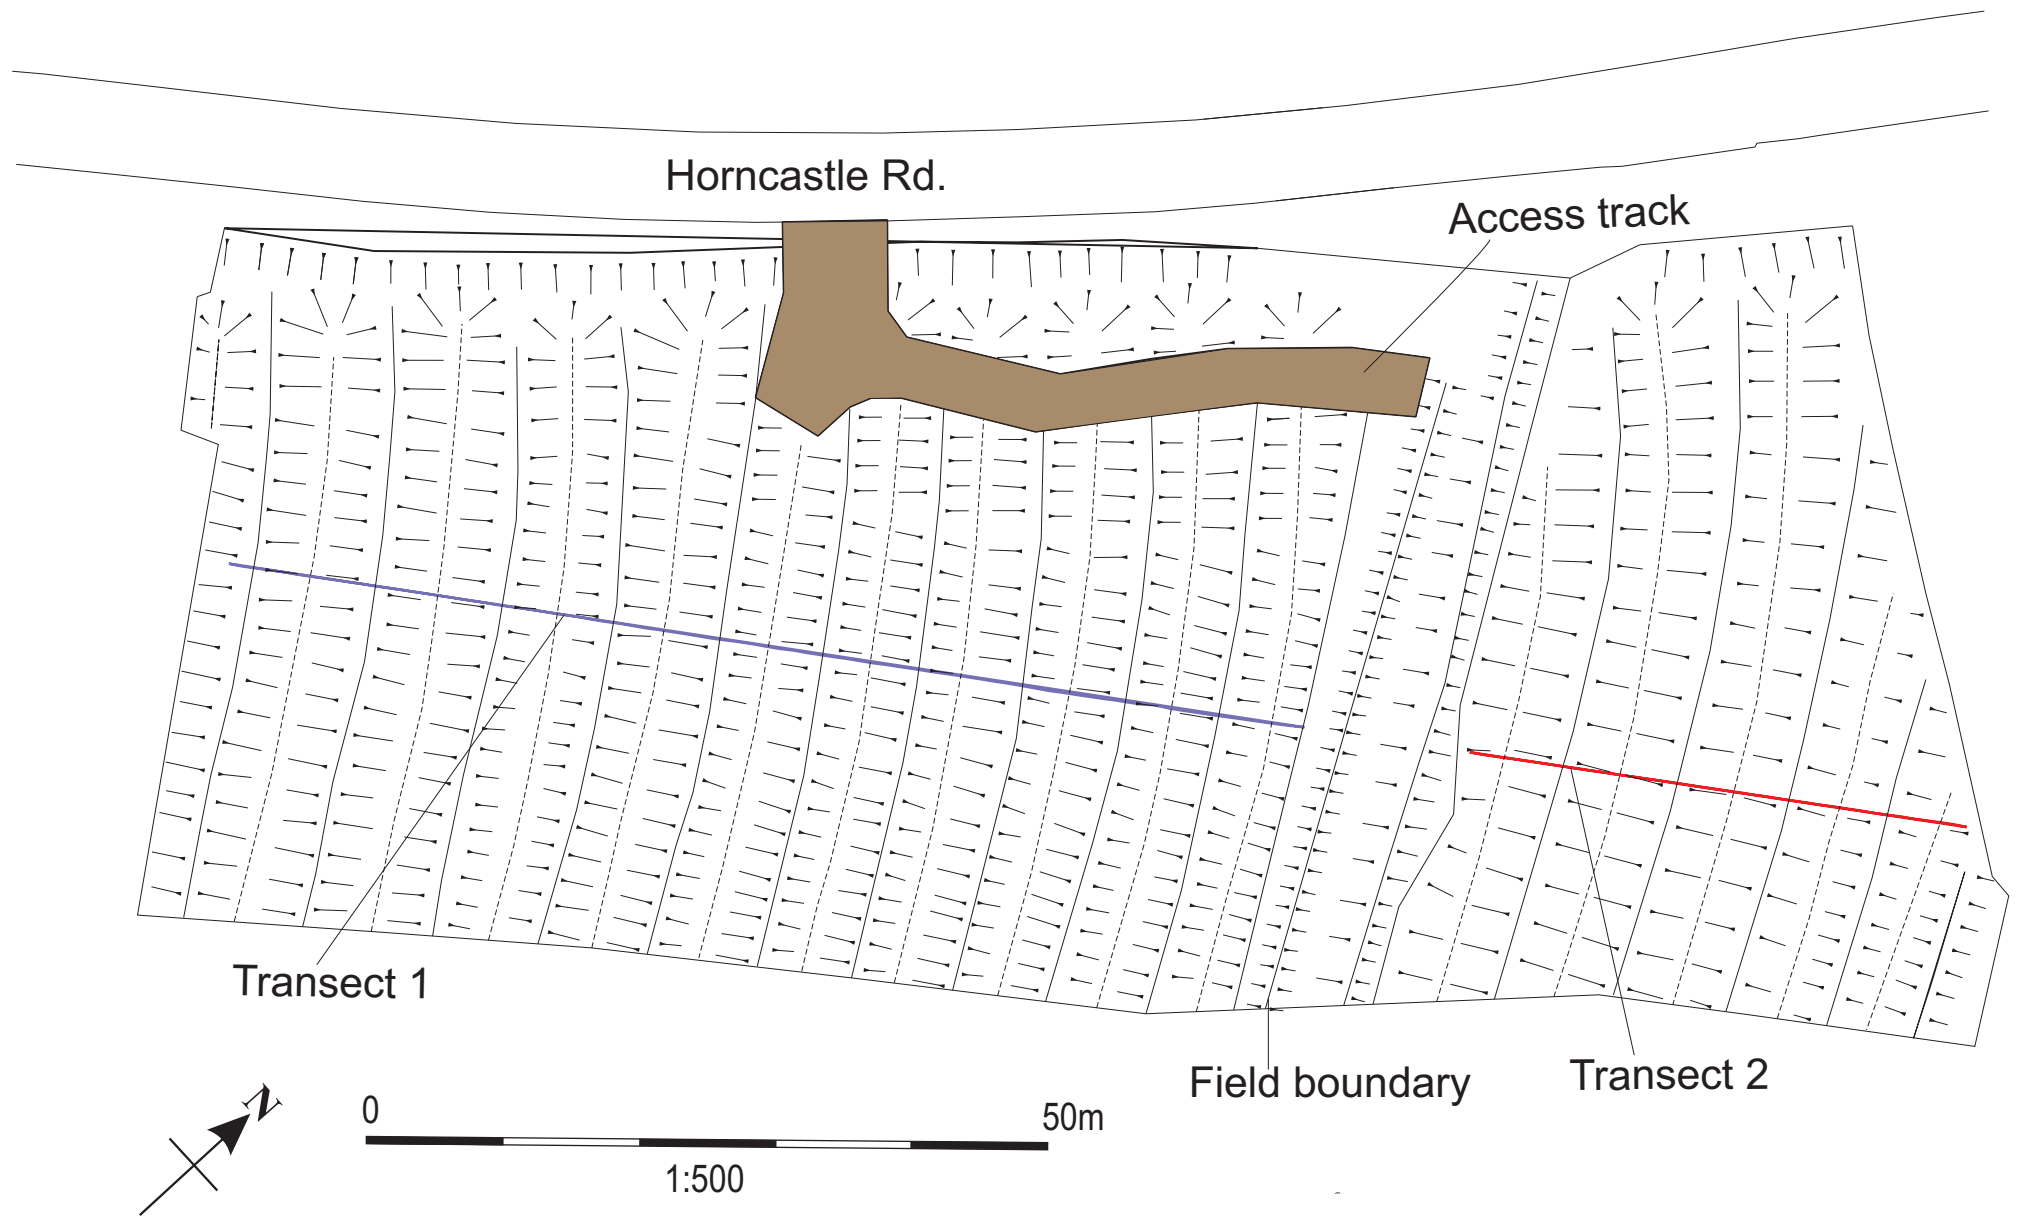 Horncastle Rd.
Access track
Transect 1
Field boundary
Transect 2
N
0
50m
1:500